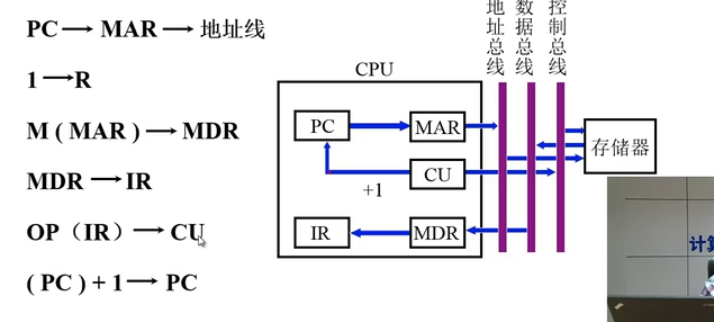 PC → MAR → 地址线
1 → R
M ( MAR ) → MDR
MDR → IR
OP（IR）→ CU
( PC ) + 1 → PC
地址总线
数据总线
控制总线
CPU
PC
MAR
CU
+1
IR
MDR
存储器
计算